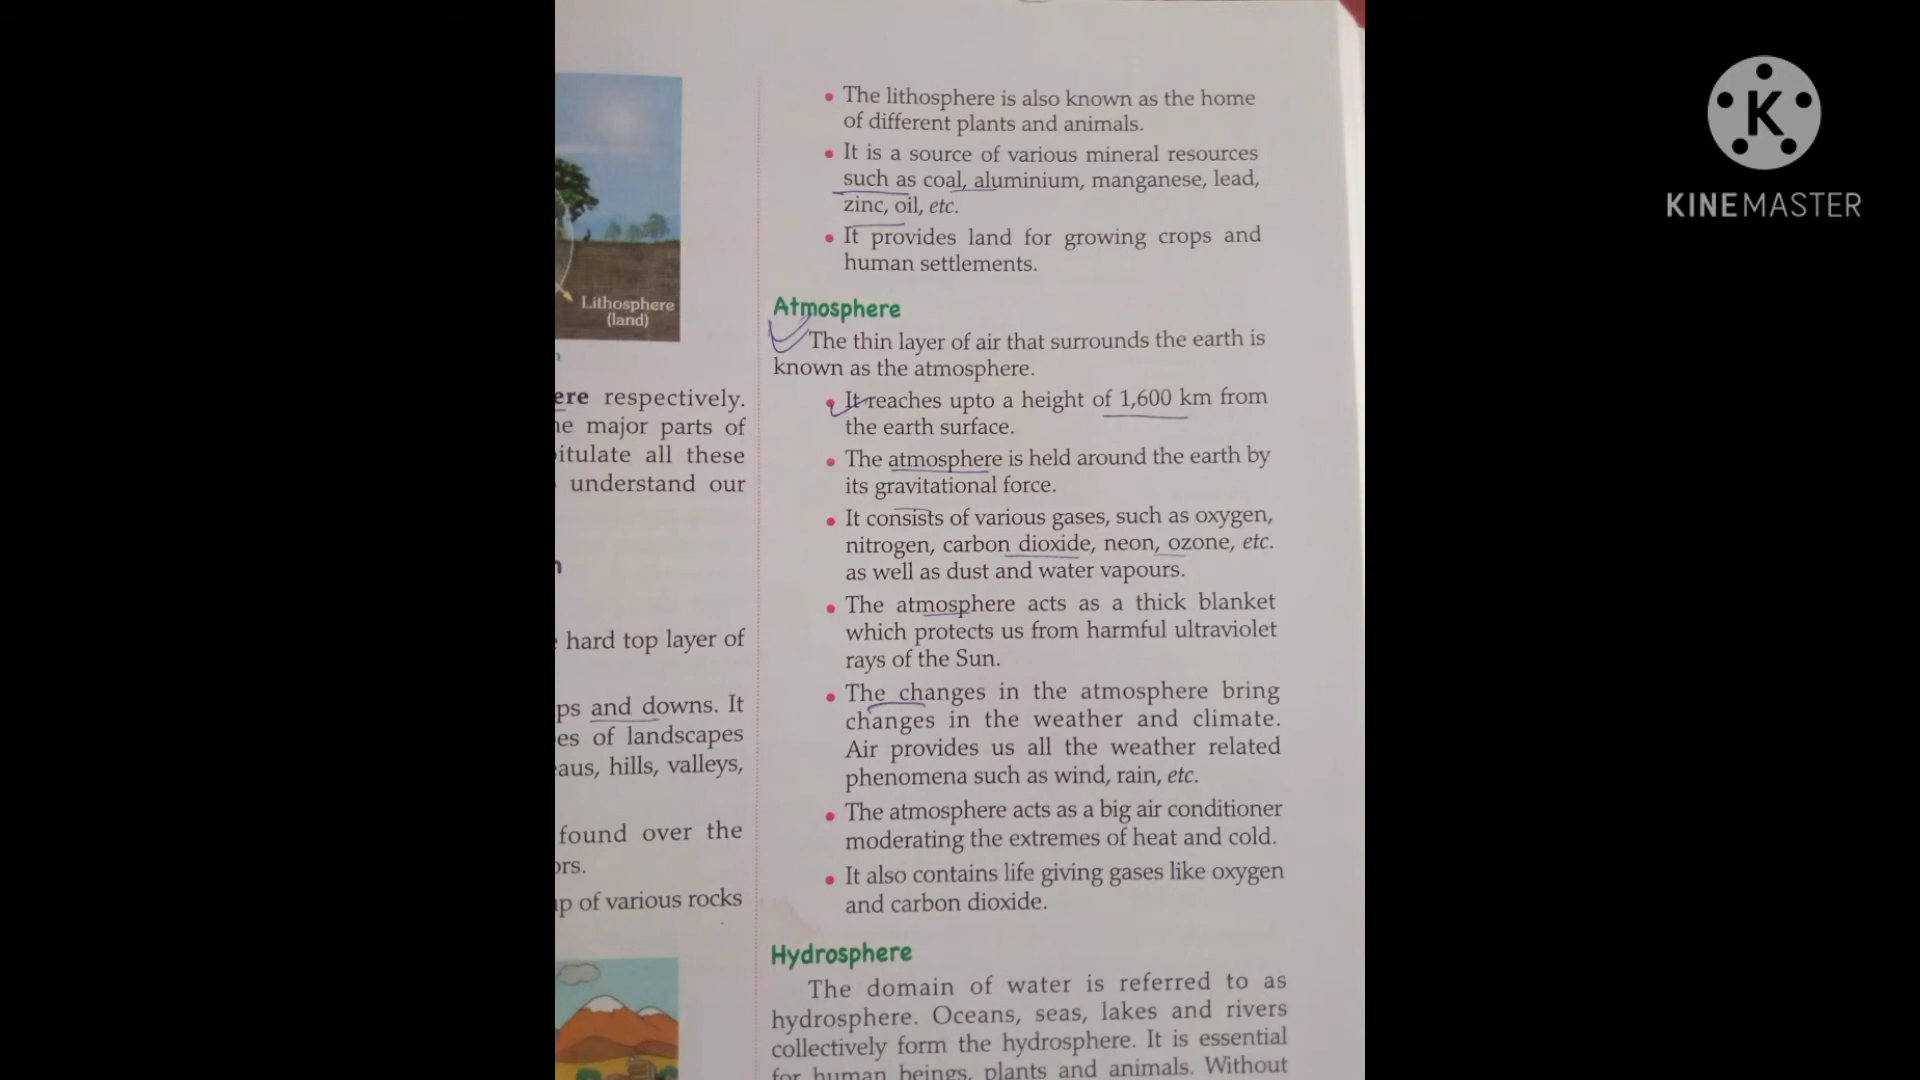 Lithosphere
(land)
ere respectively.
major parts of
all these
understand our
hard top layer of
and downs. It
of landscapes
hills, valleys,
found over the
of various rocks
• The lithosphere is also known as the home
of different plants and animals.
• It is a source of various mineral resources
such as coal, aluminium, manganese, lead,
zinc, oil, etc.
• It provides land for growing crops and
human settlements.
Atmosphere
The thin layer of air that surrounds the earth is
known as the atmosphere.
• It reaches upto a height of 1,600 km from
the earth surface.
• The atmosphere is held around the earth by
its gravitational force.
• It consists of various gases, such as oxygen,
nitrogen, carbon dioxide, neon, ozone, etc.
as well as dust and water vapours.
• The atmosphere acts as a thick blanket
which protects us from harmful ultraviolet
rays of the Sun.
• The changes in the atmosphere bring
changes in the weather and climate.
Air provides us all the weather related
phenomena such as wind, rain, etc.
• The atmosphere acts as a big air conditioner
moderating the extremes of heat and cold.
• It also contains life giving gases like oxygen
and carbon dioxide.
Hydrosphere
The domain of water is referred to as
hydrosphere. Oceans, seas, lakes and rivers
collectively form the hydrosphere. It is essential
for human beings, plants and animals. Without
K
KINEMASTER